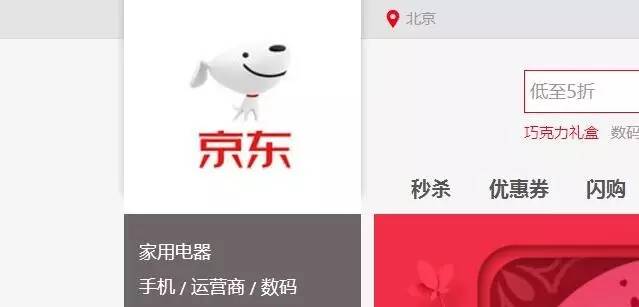 北京
京东
低至5折
巧克力礼盒 数码
秒杀 优惠券 闪购
家用电器
手机 / 运营商 / 数码